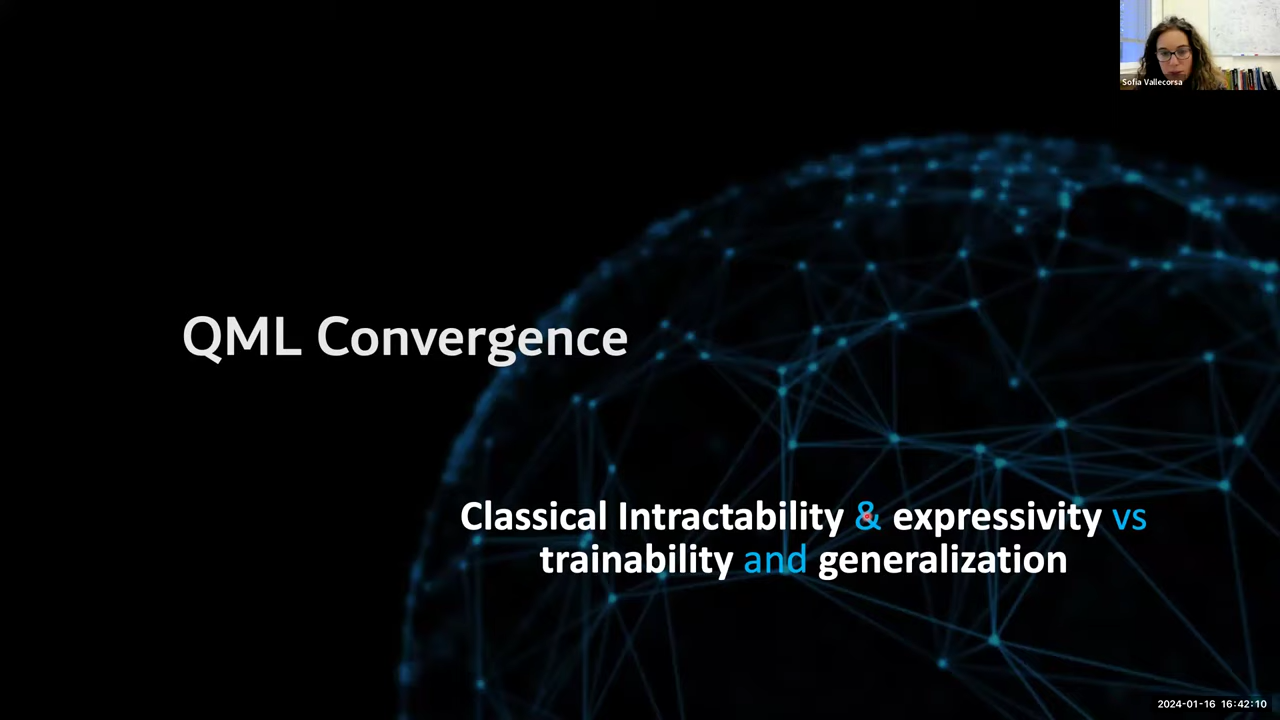 Sofia Vallecorsa
QML Convergence
Classical Intractability & expressivity vs
trainability and generalization
2024-01-16 16:42:10